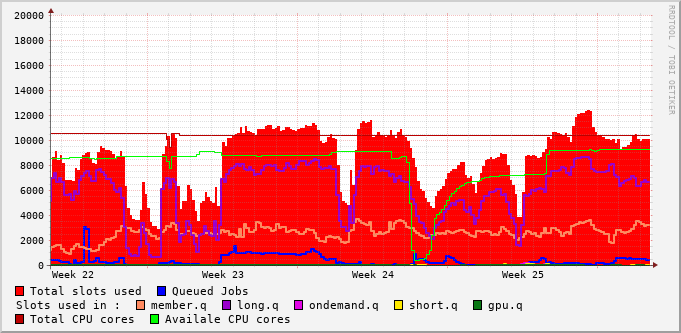 20000
18000
16000
14000
12000
10000
8000
6000
4000
2000
0
Week 22 Week 23 Week 24 Week 25
RRDTOOL / TOBI OETIKER
Total slots used Queued Jobs
Slots used in : member.q long.q ondemand.q short.q gpu.q
Total CPU cores Availale CPU cores